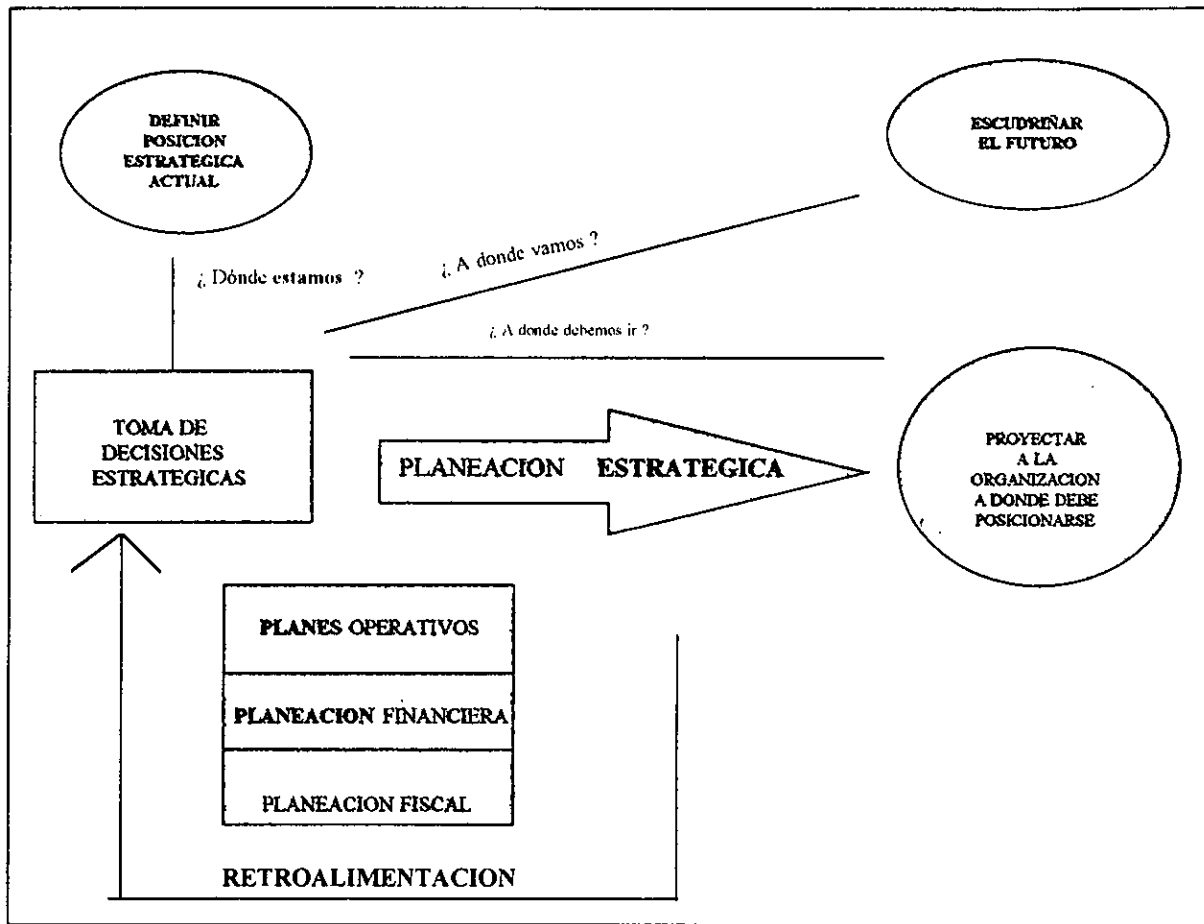 DEFINIR
POSICION
ESTRATEGICA
ACTUAL
ESCUDRIÑAR
EL FUTURO
¿ Dónde estamos ?
¿ A donde vamos ?
¿ A donde debemos ir ?
TOMA DE
DECISIONES
ESTRATEGICAS
PLANEACION ESTRATEGICA
PROYECTAR
A LA
ORGANIZACION
A DONDE DEBE
POSICIONARSE
PLANES OPERATIVOS
PLANEACION FINANCIERA
PLANEACION FISCAL
RETROALIMENTACION